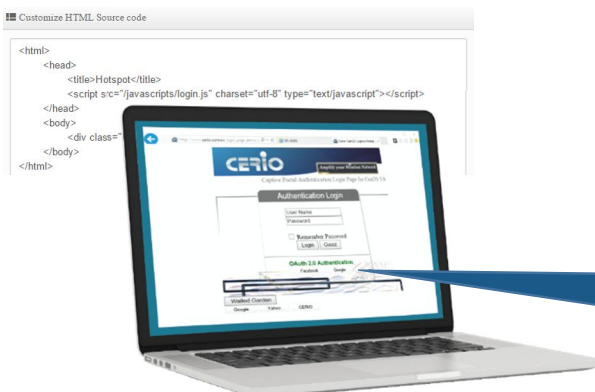 Customize HTML Source code
<html>
<head>
<title>Hotspot</title>
<script src="/javascripts/login.js" charset="utf-8" type="text/javascript"></script>
</head>
<body>
<div class="
</body>
</html>
CERIO
Amplify your Wireless Network
Captive Portal Authentication Login Page by
Authentication Login
User Name
Password
Remember Password
Login
Guest
OAuth 2.0 Authentication
Facebook Google
Walled Garden
Google Yahoo CERIO